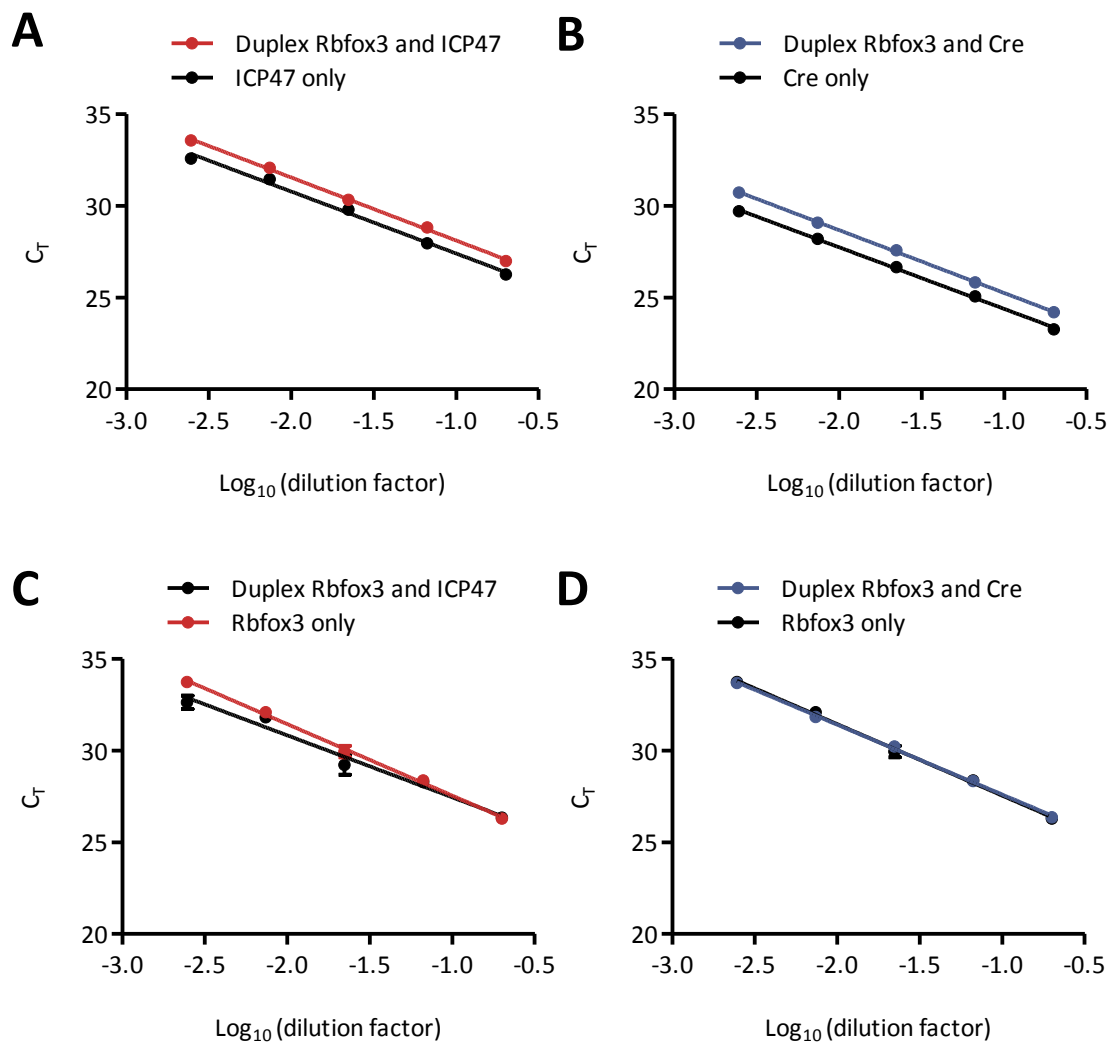 A
Duplex Rbfox3 and ICP47
ICP47 only
35
30
25
20
C_T
-3.0 -2.5 -2.0 -1.5 -1.0 -0.5
Log₁₀ (dilution factor)
B
Duplex Rbfox3 and Cre
Cre only
35
30
25
20
C_T
-3.0 -2.5 -2.0 -1.5 -1.0 -0.5
Log₁₀ (dilution factor)
C
Duplex Rbfox3 and ICP47
Rbfox3 only
35
30
25
20
C_T
-3.0 -2.5 -2.0 -1.5 -1.0 -0.5
Log₁₀ (dilution factor)
D
Duplex Rbfox3 and Cre
Rbfox3 only
35
30
25
20
C_T
-3.0 -2.5 -2.0 -1.5 -1.0 -0.5
Log₁₀ (dilution factor)